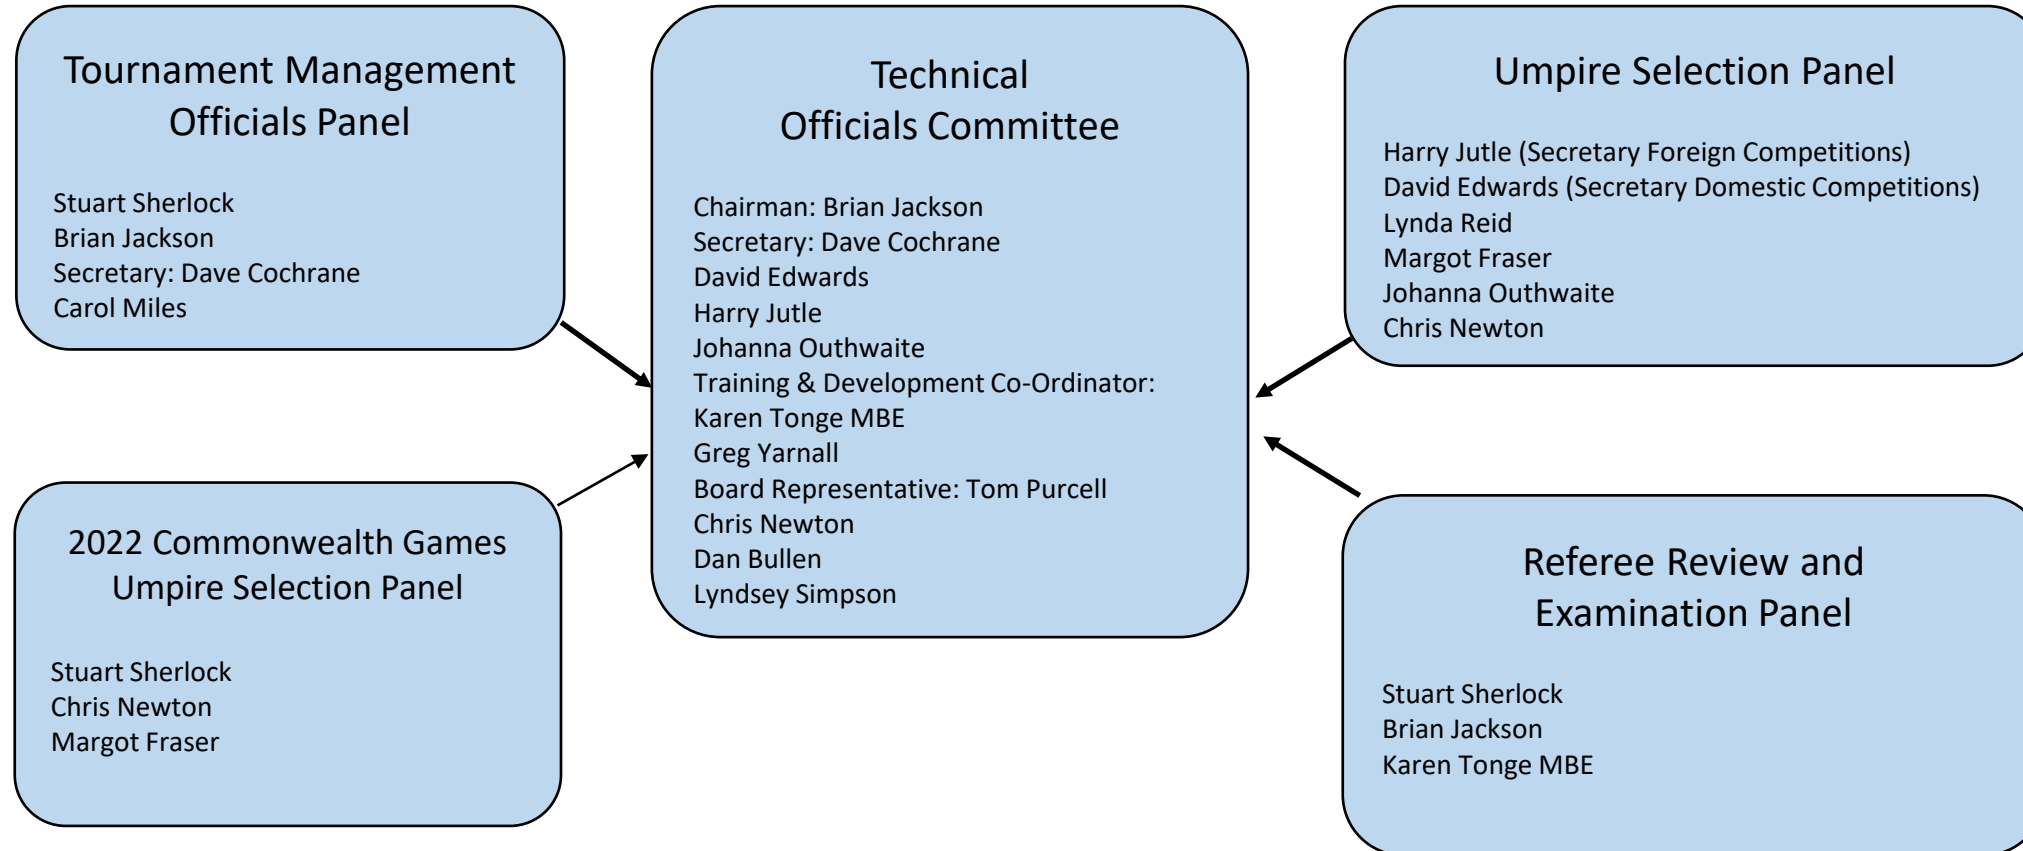 Tournament Management
Officials Panel
Stuart Sherlock
Brian Jackson
Secretary: Dave Cochrane
Carol Miles
Technical
Officials Committee
Chairman: Brian Jackson
Secretary: Dave Cochrane
David Edwards
Harry Jutle
Johanna Outhwaite
Training & Development Co-Ordinator:
Karen Tonge MBE
Greg Yarnall
Board Representative: Tom Purcell
Chris Newton
Dan Bullen
Lyndsey Simpson
Umpire Selection Panel
Harry Jutle (Secretary Foreign Competitions)
David Edwards (Secretary Domestic Competitions)
Lynda Reid
Margot Fraser
Johanna Outhwaite
Chris Newton
2022 Commonwealth Games
Umpire Selection Panel
Stuart Sherlock
Chris Newton
Margot Fraser
Referee Review and
Examination Panel
Stuart Sherlock
Brian Jackson
Karen Tonge MBE